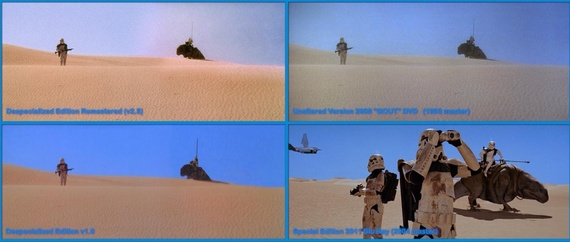 Despecialized Edition Remastered (v2.5)
Unaltered Version 2006 "GOUT" DVD (1993 master)
Despecialized Edition v1.0
Special Edition 2011 Blu-ray (2004 master)